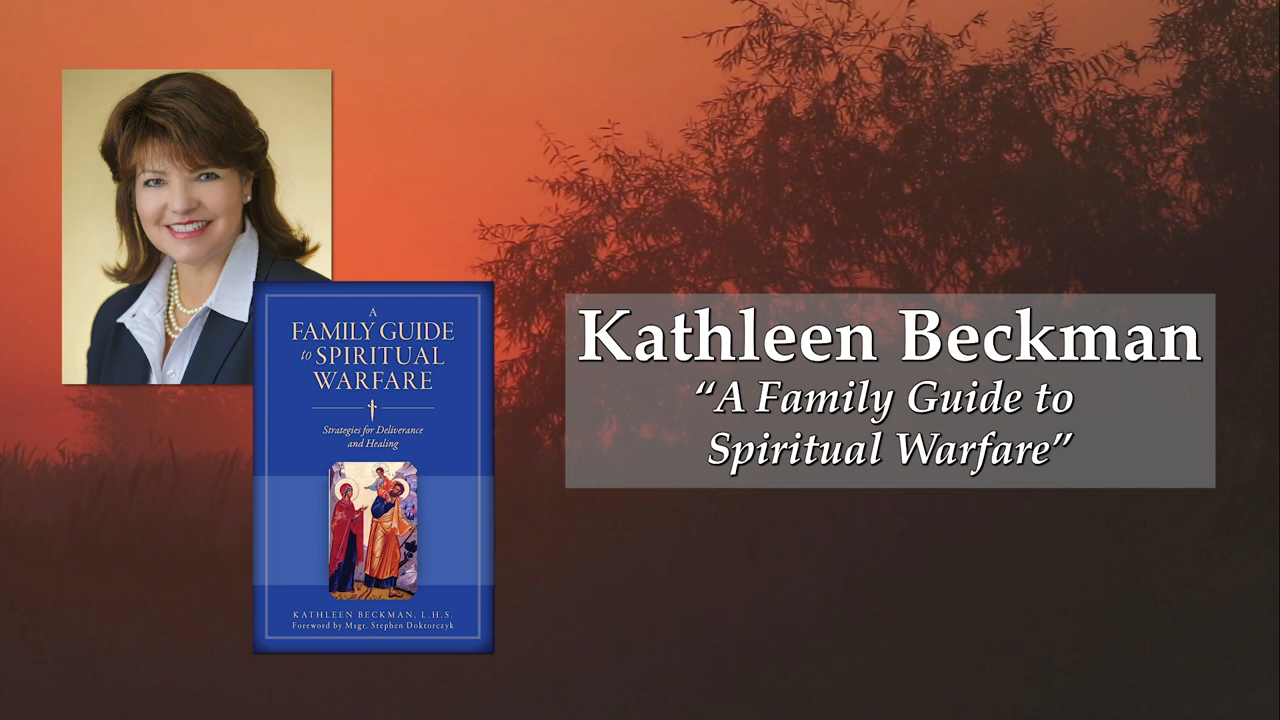 A
FAMILY GUIDE
to SPIRITUAL
WARFARE
Strategies for Deliverance
and Healing
KATHLEEN BECKMAN, L.H.S.
Foreword by Msgr. Stephen Doktorczyk
Kathleen Beckman
“A Family Guide to
Spiritual Warfare”